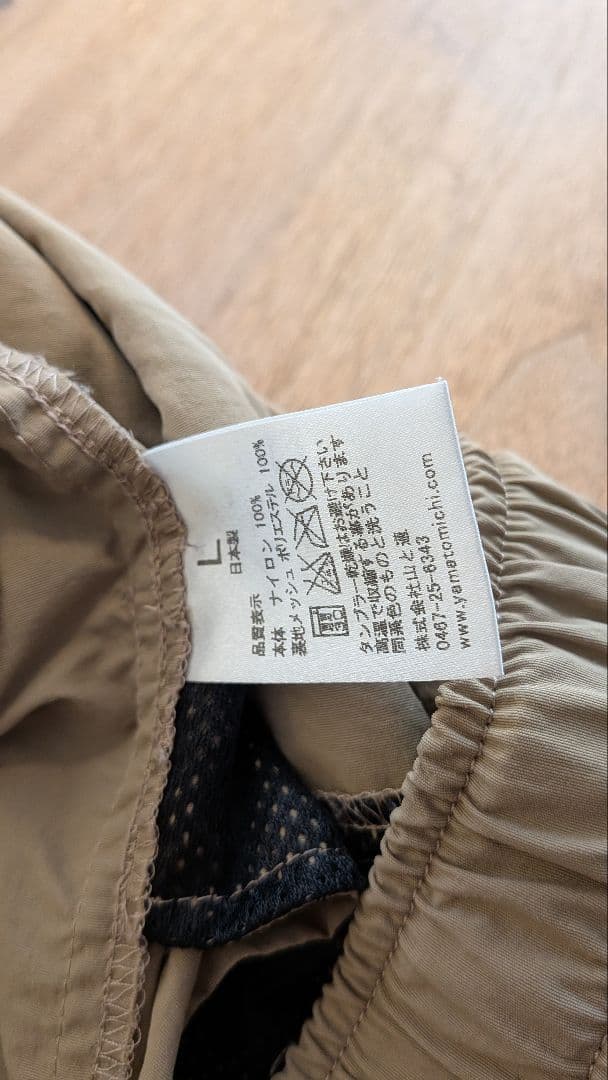 L
日本製
品質表示
本体 ナイロン 100%
裏地メッシュ ポリエステル 100%
タンブラー乾燥はお避け下さい
高温で収縮する事があります
同系色のものと洗うこと
株式会社山と道
0467-25-6343
www.yamatomichi.com